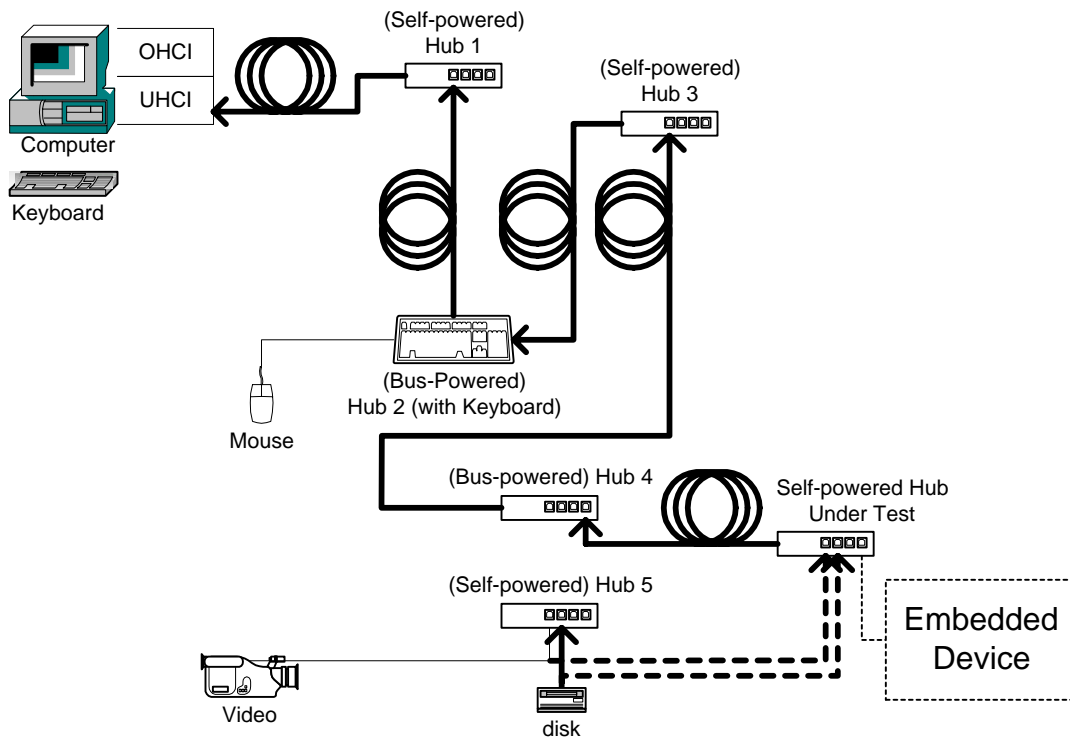 (Self-powered)
Hub 1
OHCI
UHCI
Computer
Keyboard
(Self-powered)
Hub 3
(Bus-Powered)
Hub 2 (with Keyboard)
Mouse
(Bus-powered) Hub 4
Self-powered Hub
Under Test
(Self-powered) Hub 5
Embedded
Device
Video
disk